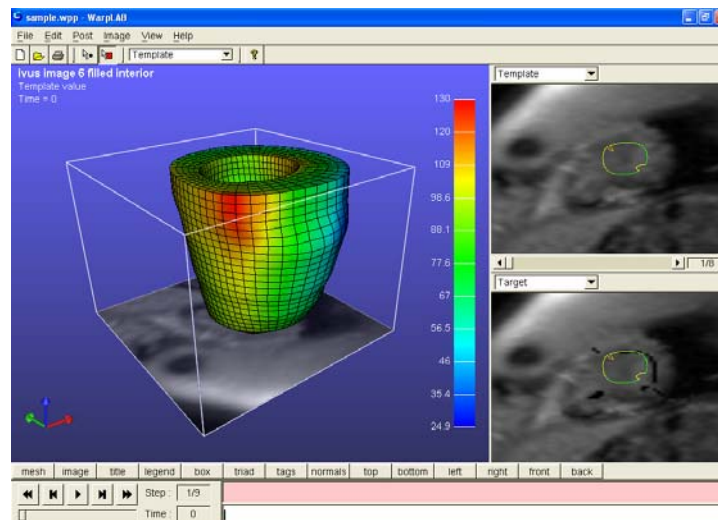 sample.wpp - WarpLAB
File Edit Post Image View Help
Template
Ivus image 6 filled interior
Template value
Time = 0
130
120
109
98.6
88.1
77.6
67
56.5
46
35.4
24.9
Template
1/8
Target
mesh image title legend box triad tags normals top bottom left right front back
Step : 1/9
Time : 0